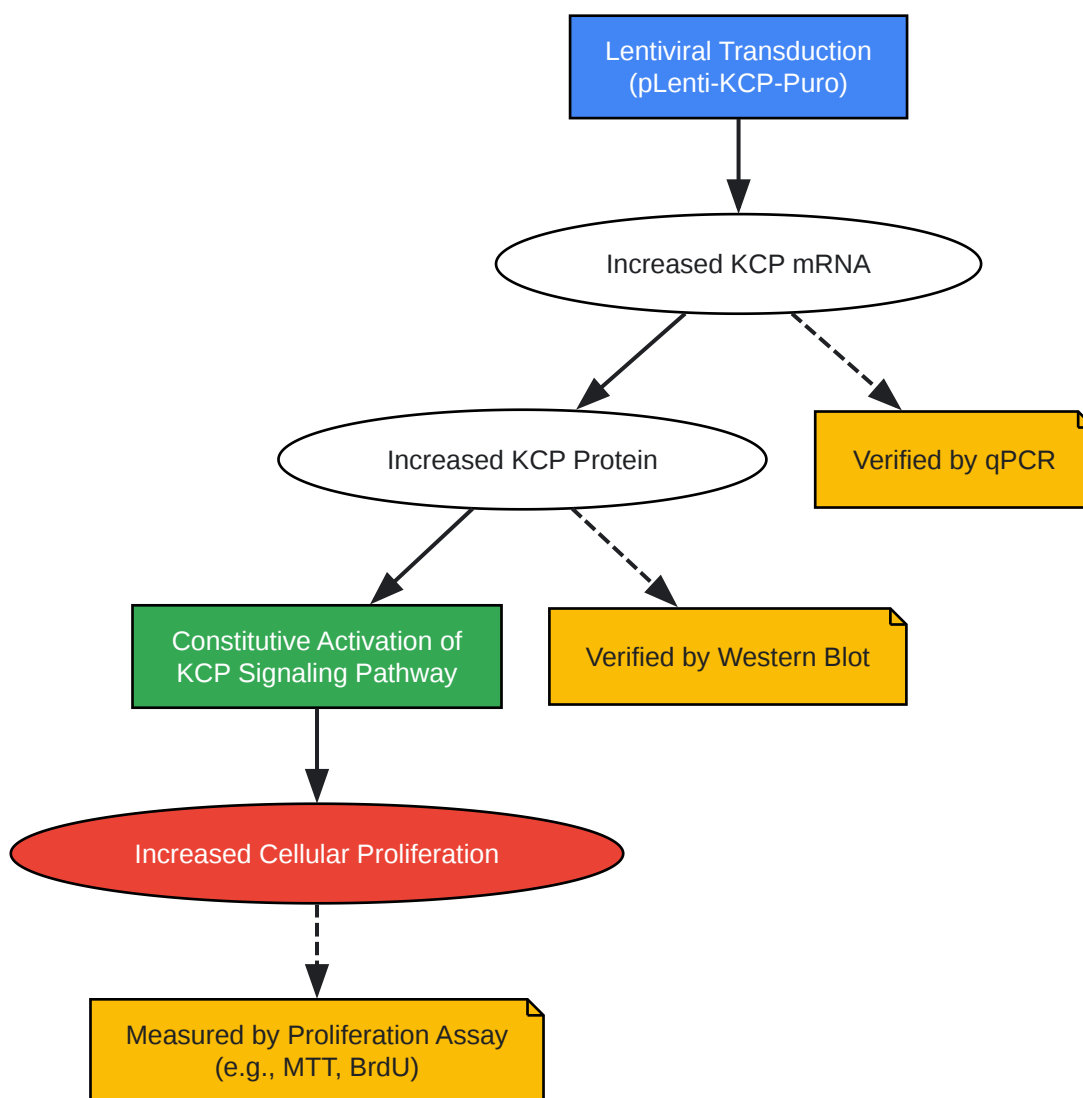 Lentiviral Transduction
(pLenti-KCP-Puro)
Increased KCP mRNA
Increased KCP Protein
Verified by qPCR
Constitutive Activation of
KCP Signaling Pathway
Verified by Western Blot
Increased Cellular Proliferation
Measured by Proliferation Assay
(e.g., MTT, BrdU)